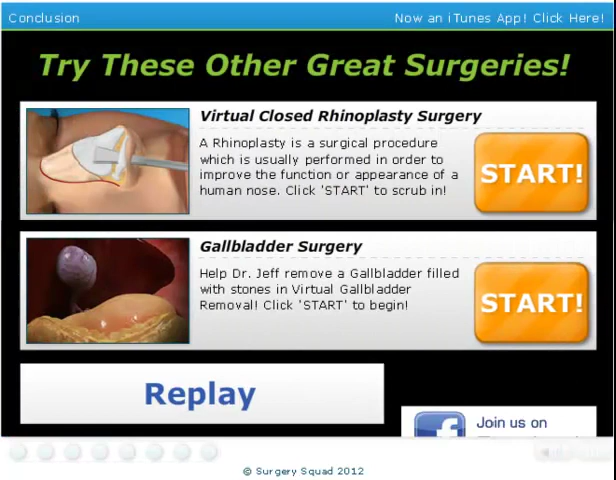 Conclusion
Now an iTunes App! Click Here!
Try These Other Great Surgeries!
Virtual Closed Rhinoplasty Surgery
A Rhinoplasty is a surgical procedure
which is usually performed in order to
improve the function or appearance of a
human nose. Click 'START' to scrub in!
START!
Gallbladder Surgery
Help Dr. Jeff remove a Gallbladder filled
with stones in Virtual Gallbladder
Removal! Click 'START' to begin!
START!
Replay
Join us on
© Surgery Squad 2012